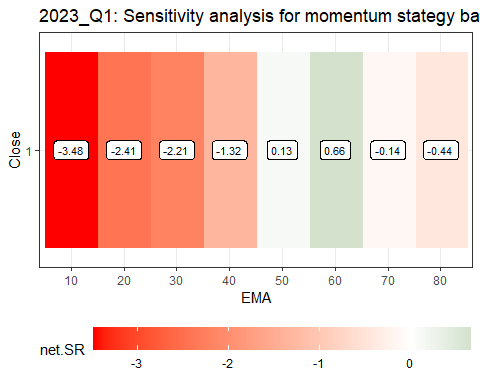 2023_Q1: Sensitivity analysis for momentum stategy ba
Close
1
-3.48 -2.41 -2.21 -1.32 0.13 0.66 -0.14 -0.44
10 20 30 40 50 60 70 80
EMA
net.SR
-3 -2 -1 0